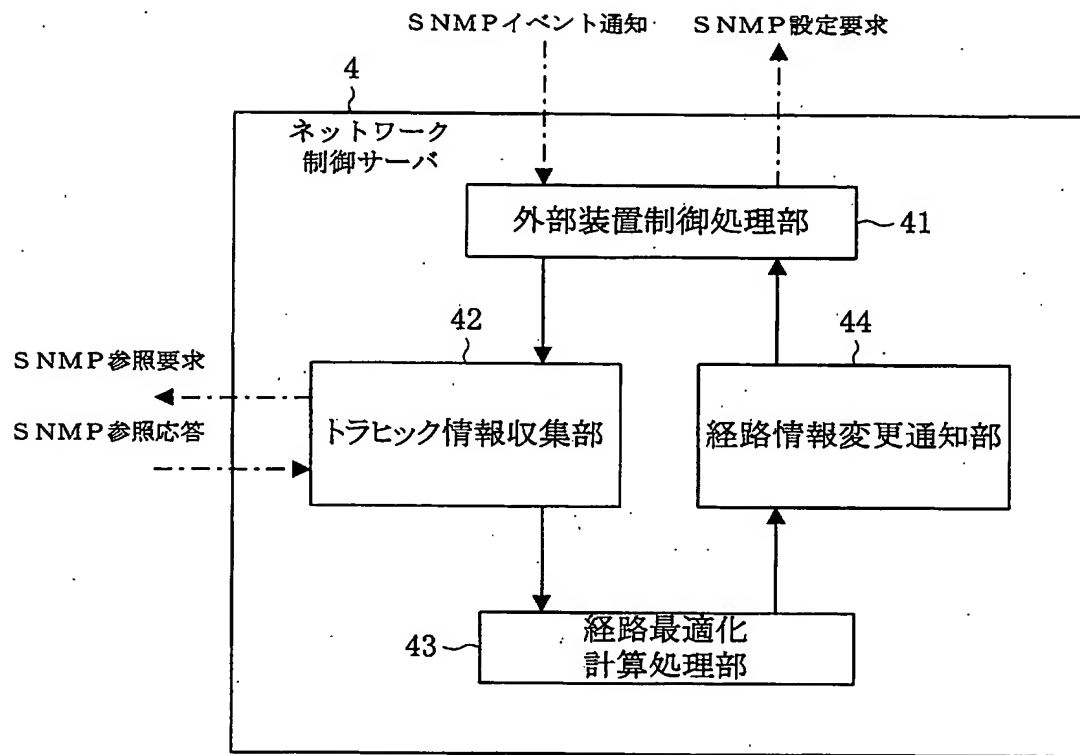 SNMPイベント通知
SNMP設定要求
4
ネットワーク
制御サーバ
外部装置制御処理部
41
42
44
SNMP参照要求
SNMP参照応答
トラヒック情報収集部
経路情報変更通知部
43
経路最適化
計算処理部